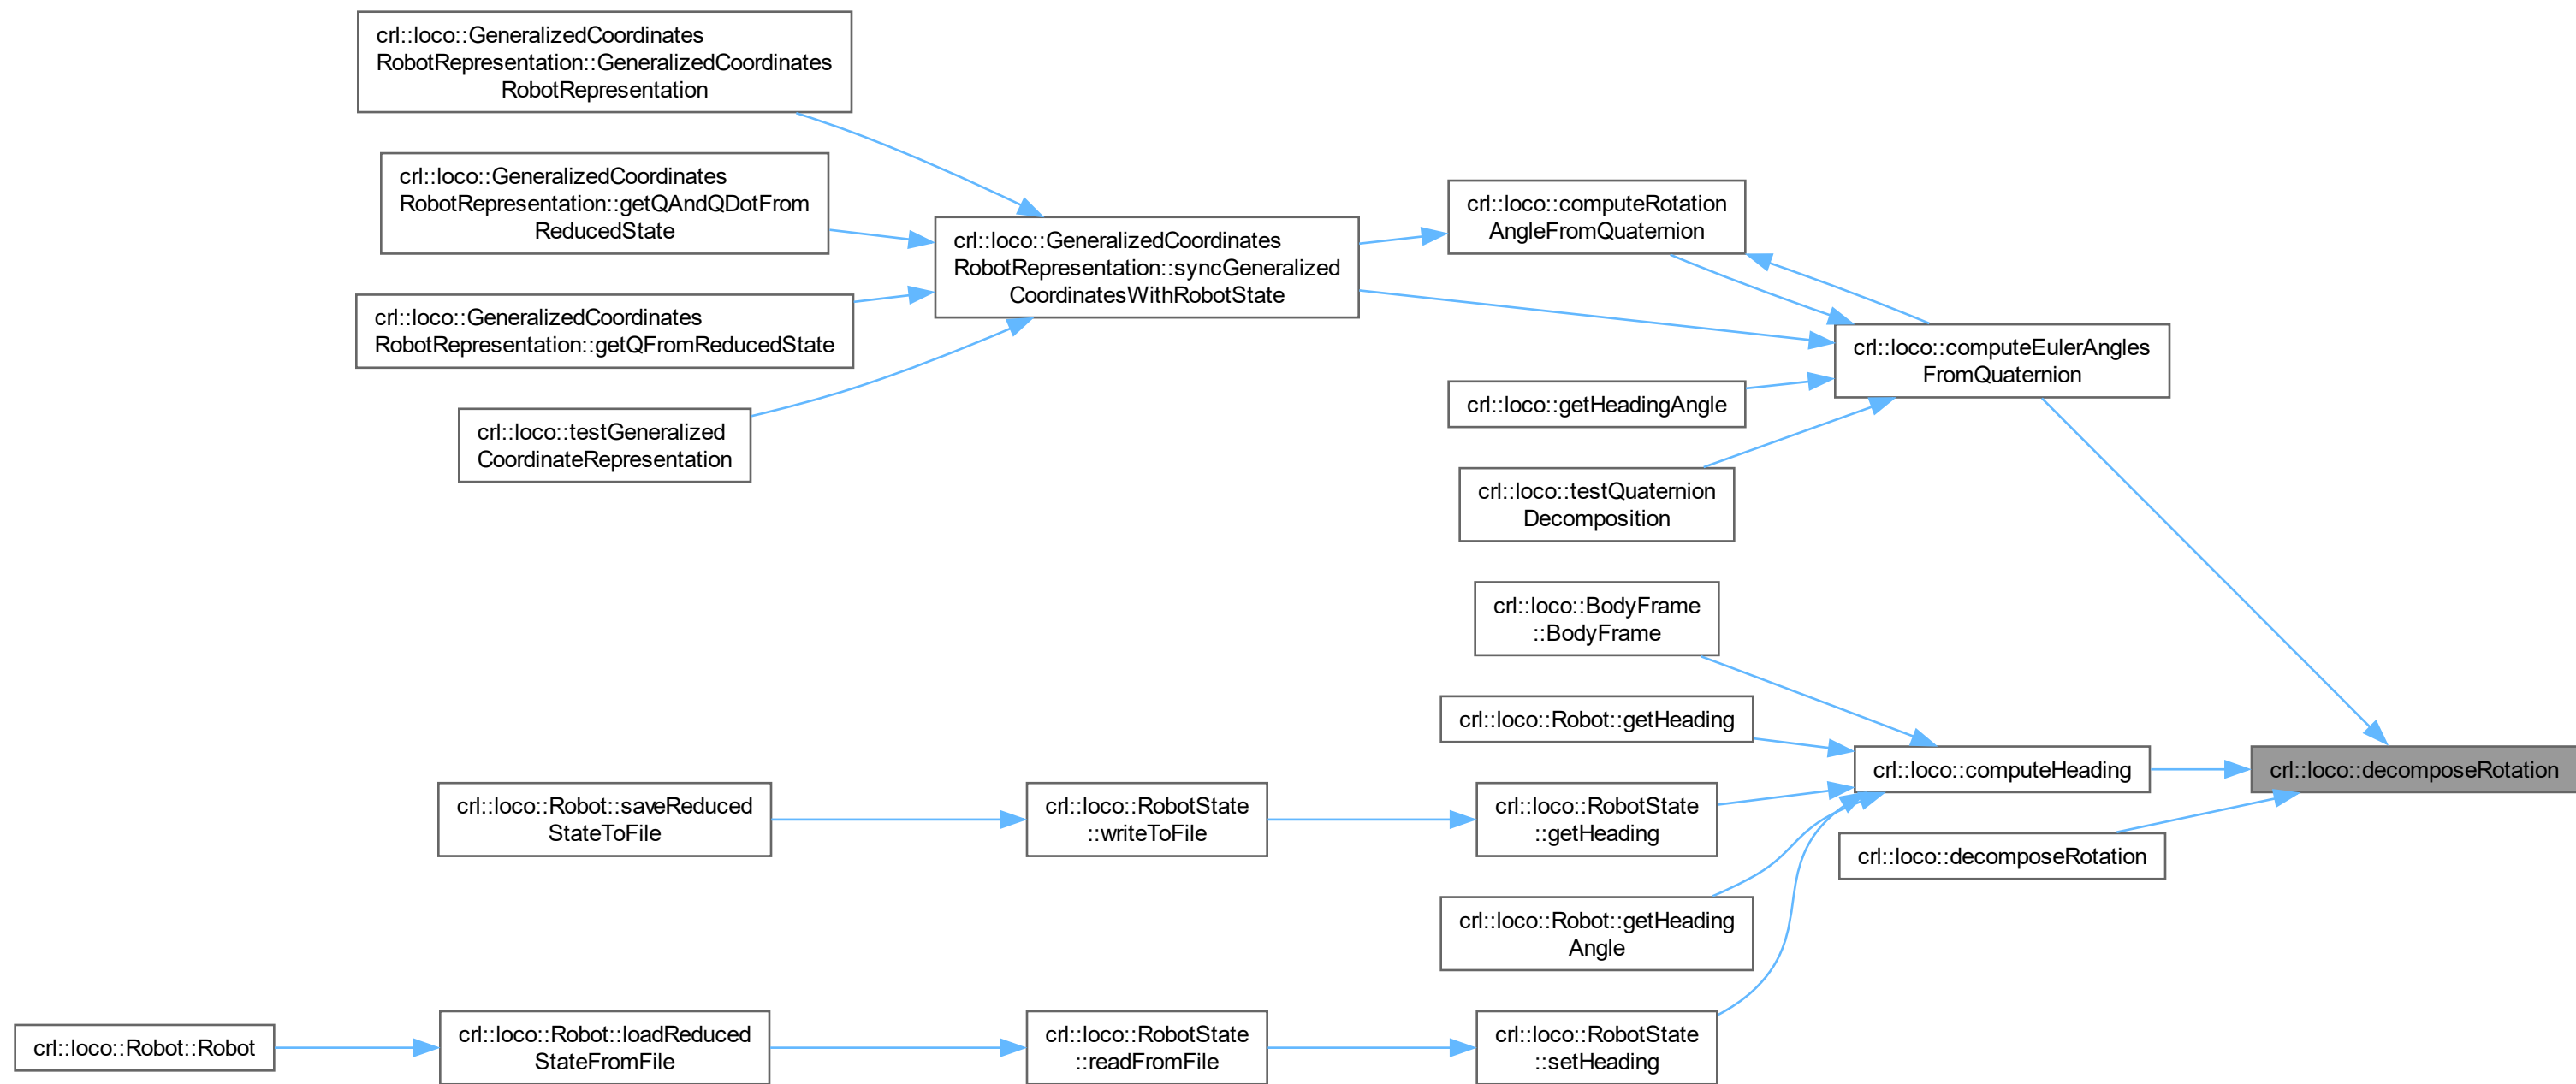 crl::loco::GeneralizedCoordinates
RobotRepresentation::GeneralizedCoordinates
RobotRepresentation
crl::loco::GeneralizedCoordinates
RobotRepresentation::getQAndQDotFrom
ReducedState
crl::loco::GeneralizedCoordinates
RobotRepresentation::getQFromReducedState
crl::loco::testGeneralized
CoordinateRepresentation
crl::loco::GeneralizedCoordinates
RobotRepresentation::syncGeneralized
CoordinatesWithRobotState
crl::loco::computeRotation
AngleFromQuaternion
crl::loco::computeEulerAngles
FromQuaternion
crl::loco::getHeadingAngle
crl::loco::testQuaternion
Decomposition
crl::loco::BodyFrame
::BodyFrame
crl::loco::Robot::getHeading
crl::loco::computeHeading
crl::loco::decomposeRotation
crl::loco::Robot::saveReduced
StateToFile
crl::loco::RobotState
::writeToFile
crl::loco::RobotState
::getHeading
crl::loco::decomposeRotation
crl::loco::Robot::getHeading
Angle
crl::loco::Robot::Robot
crl::loco::Robot::loadReduced
StateFromFile
crl::loco::RobotState
::readFromFile
crl::loco::RobotState
::setHeading